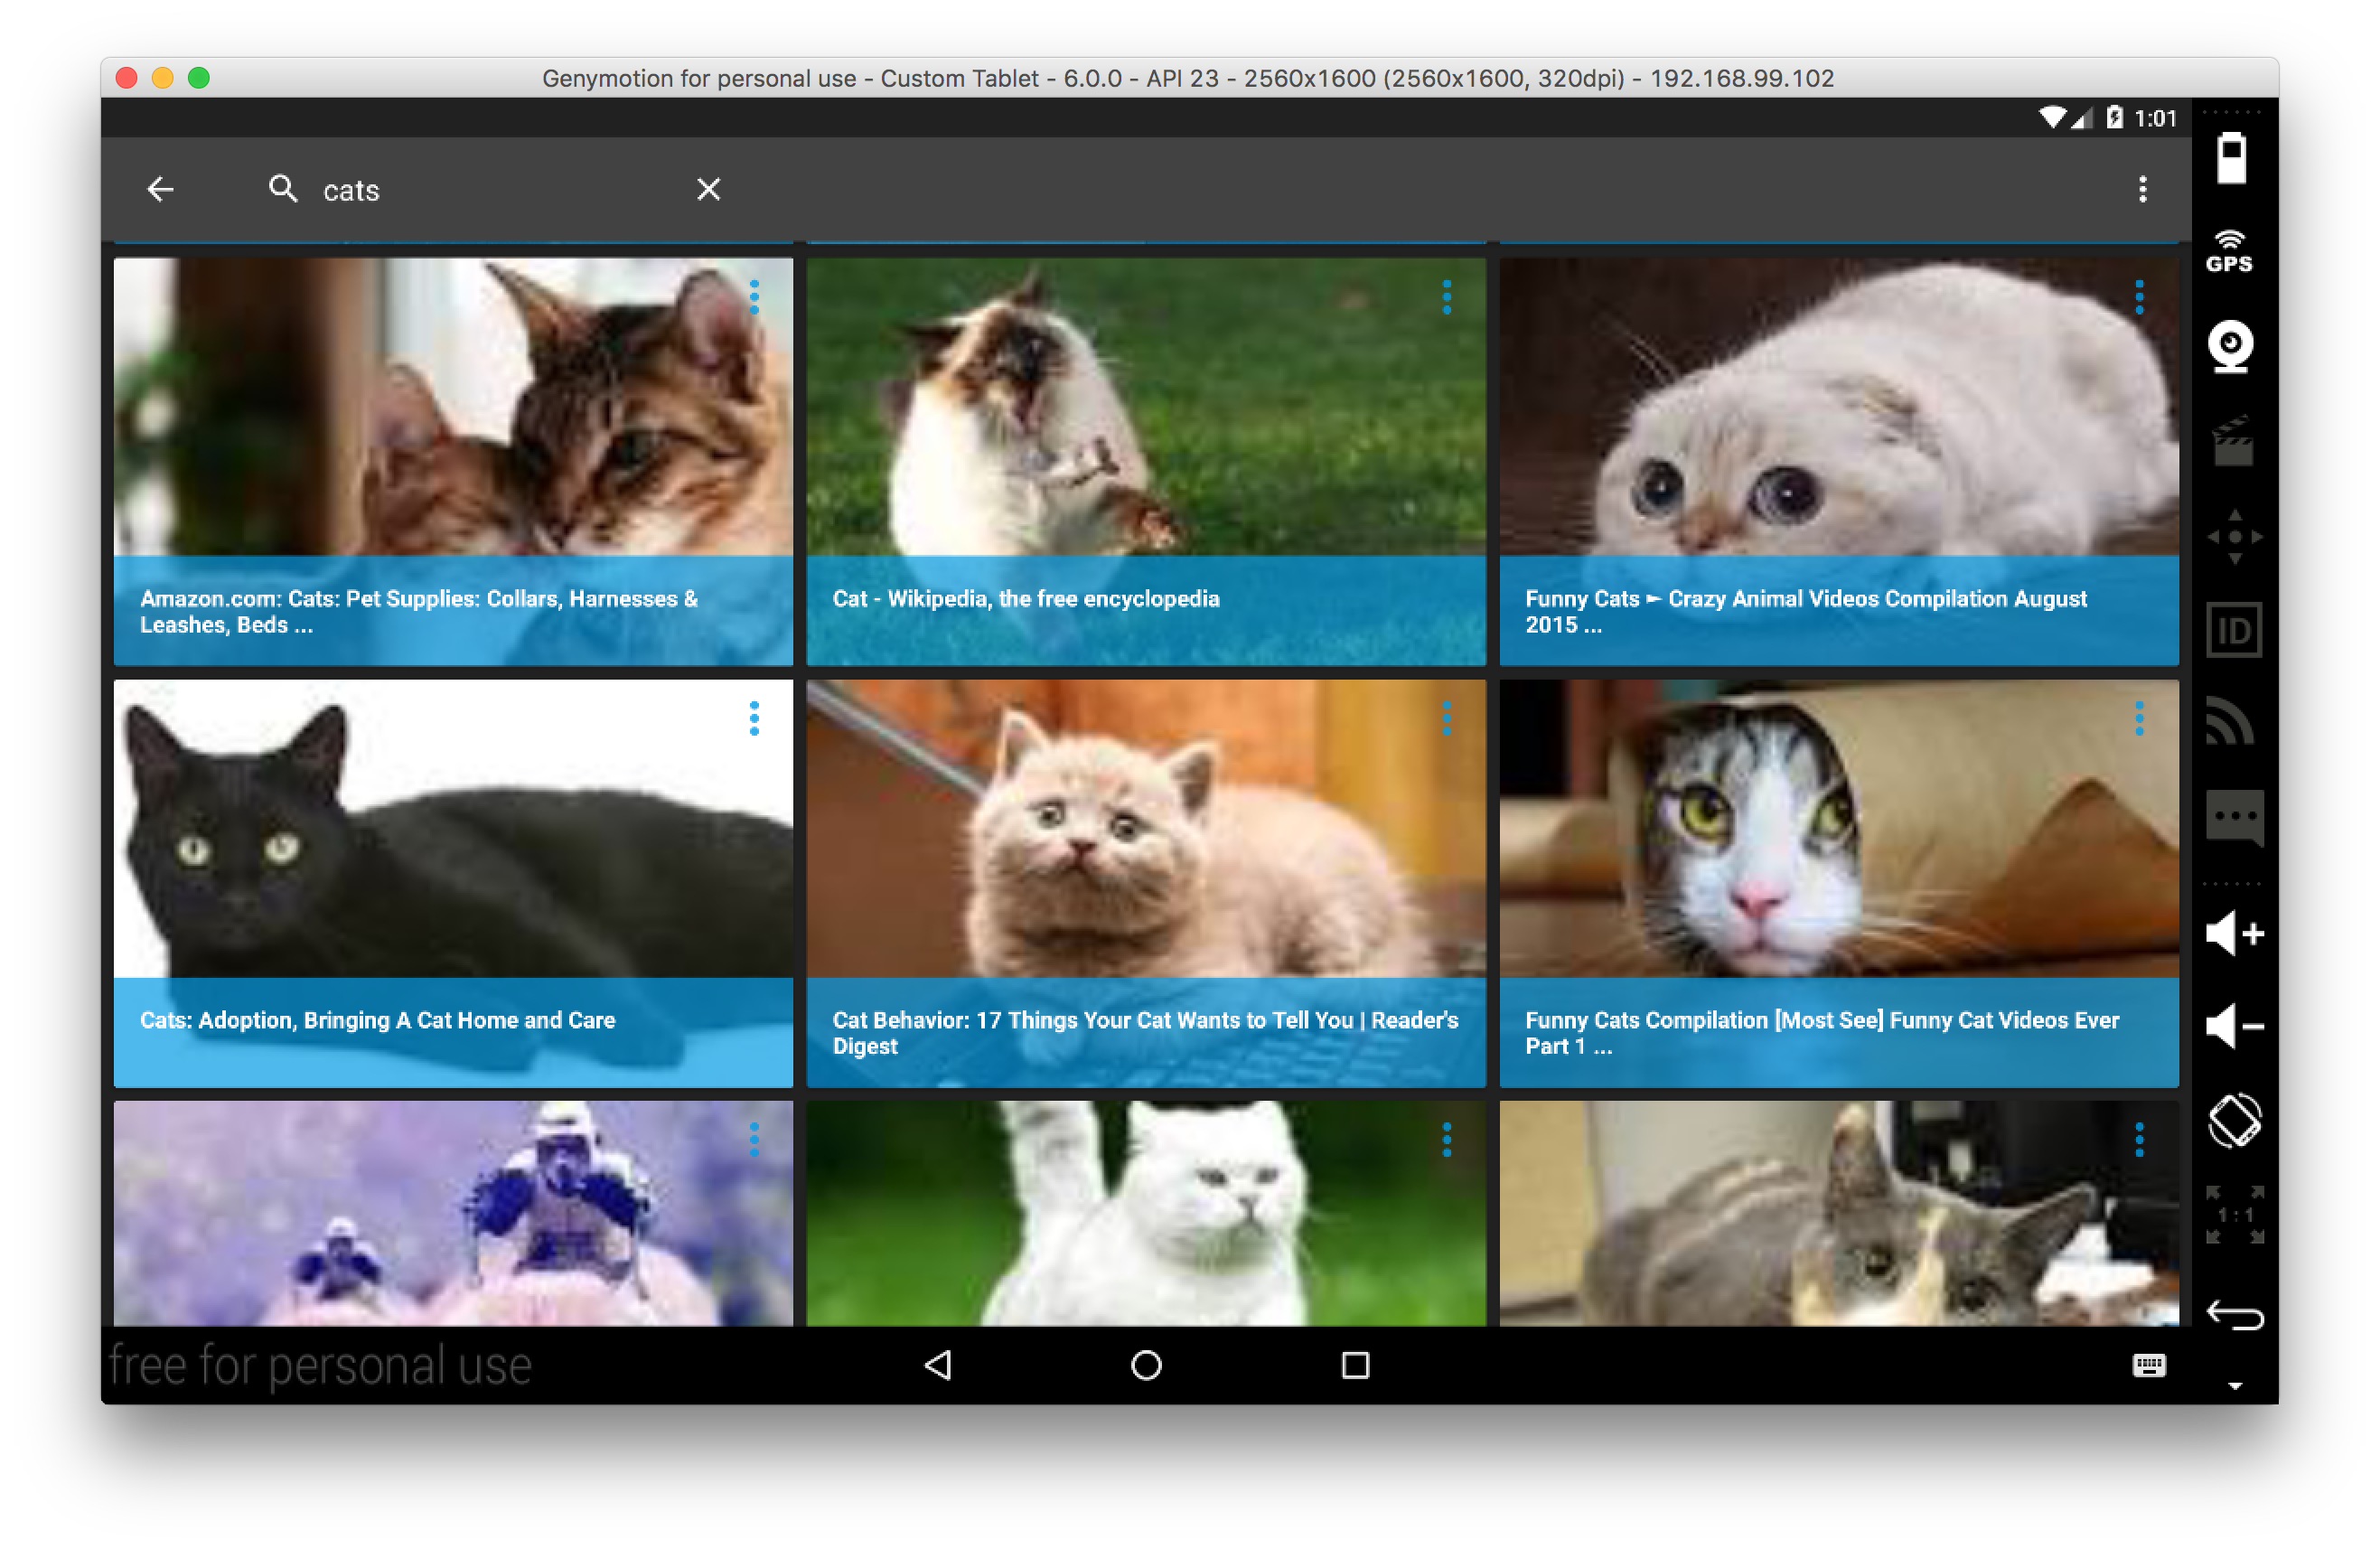 Genymotion for personal use - Custom Tablet - 6.0.0 - API 23 - 2560x1600 (2560x1600, 320dpi) - 192.168.99.102
1:01
cats
GPS
Amazon.com: Cats: Pet Supplies: Collars, Harnesses &
Leashes, Beds ...
Cat - Wikipedia, the free encyclopedia
Funny Cats ► Crazy Animal Videos Compilation August
2015 ...
ID
Cats: Adoption, Bringing A Cat Home and Care
Cat Behavior: 17 Things Your Cat Wants to Tell You | Reader's
Digest
Funny Cats Compilation [Most See] Funny Cat Videos Ever
Part 1 ...
1:1
free for personal use